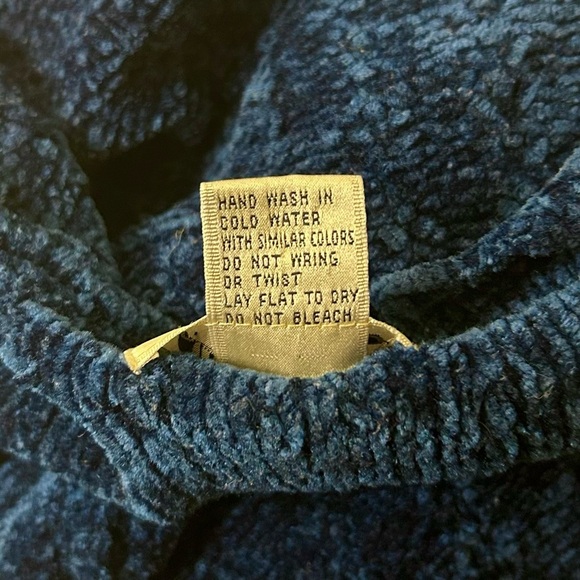 HAND WASH IN
COLD WATER
WITH SIMILAR COLORS
DO NOT WRING
OR TWIST
LAY FLAT TO DRY
DO NOT BLEACH